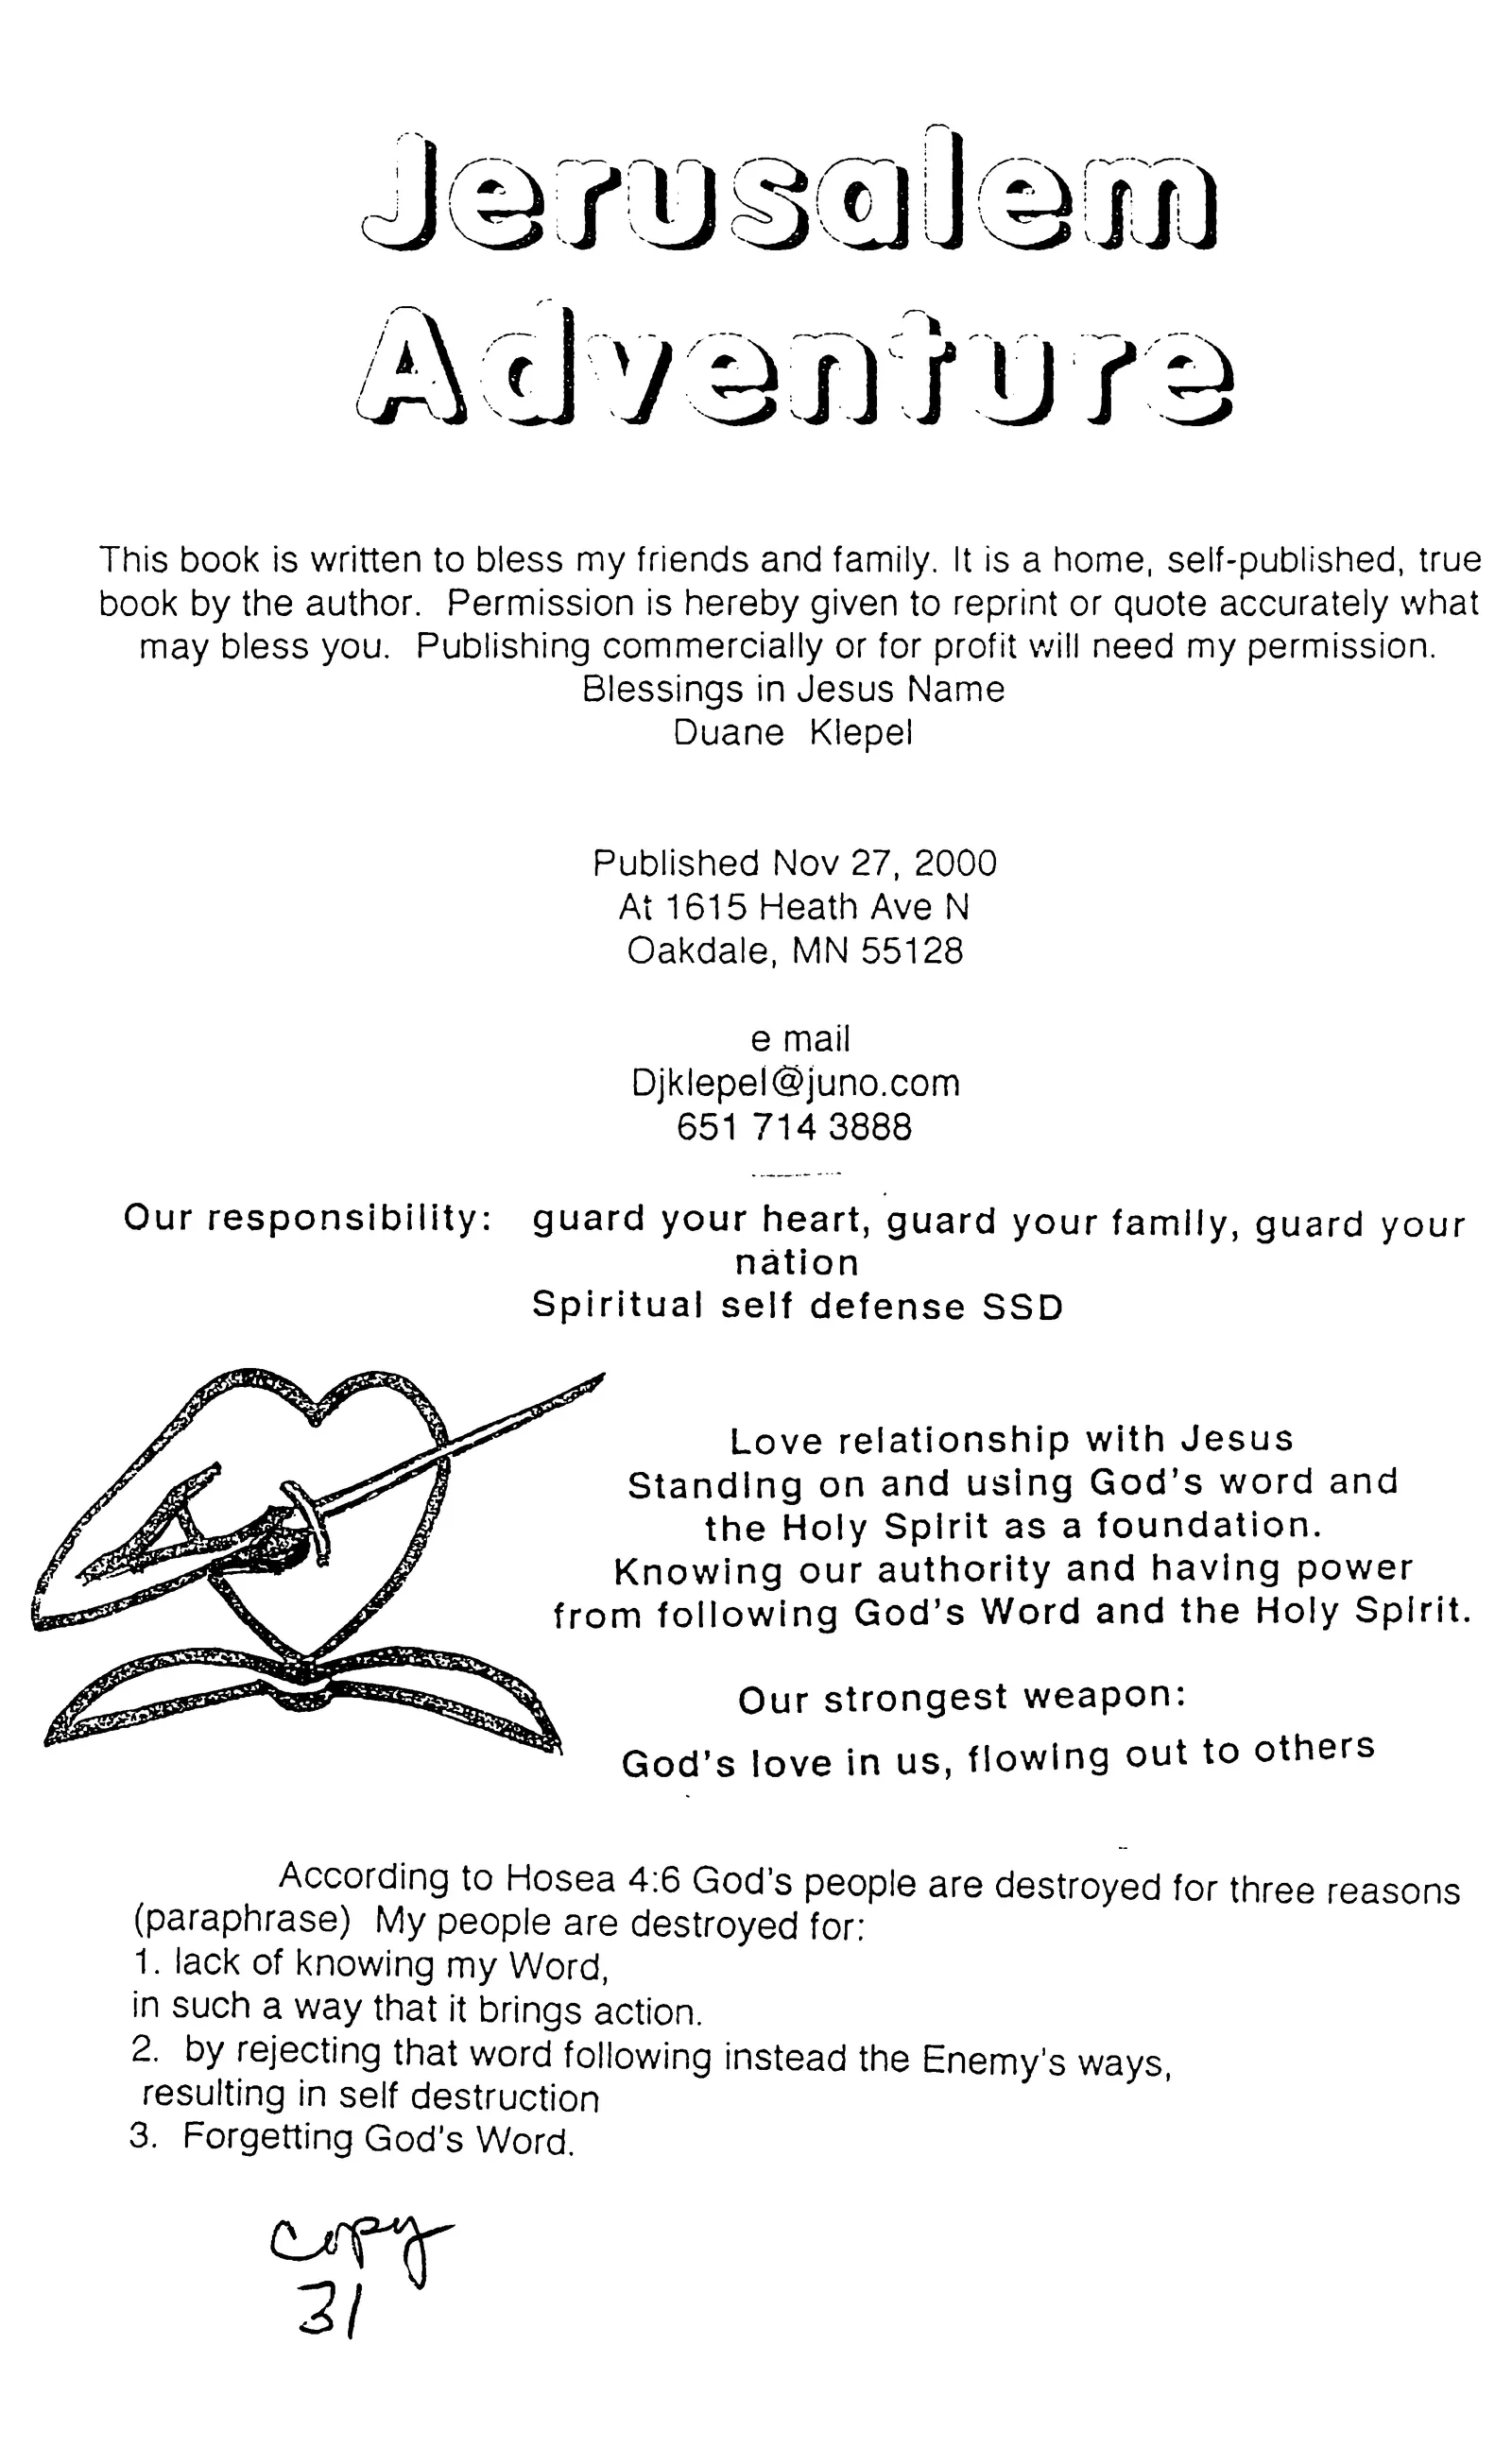 Jerusalem
Adventure
This book is written to bless my friends and family. It is a home, self-published, true
book by the author. Permission is hereby given to reprint or quote accurately what
may bless you. Publishing commercially or for profit will need my permission.
Blessings in Jesus Name
Duane Klepel
Published Nov 27, 2000
At 1615 Heath Ave N
Oakdale, MN 55128
e mail
Djklepel@juno.com
651 714 3888
Our responsibility: guard your heart, guard your family, guard your
nation
Spiritual self defense SSD
Love relationship with Jesus
Standing on and using God's word and
the Holy Spirit as a foundation.
Knowing our authority and having power
from following God's Word and the Holy Spirit.
Our strongest weapon:
God's love in us, flowing out to others
According to Hosea 4:6 God's people are destroyed for three reasons
(paraphrase) My people are destroyed for:
1. lack of knowing my Word,
in such a way that it brings action.
2. by rejecting that word following instead the Enemy's ways,
resulting in self destruction
3. Forgetting God's Word.
Copy
31